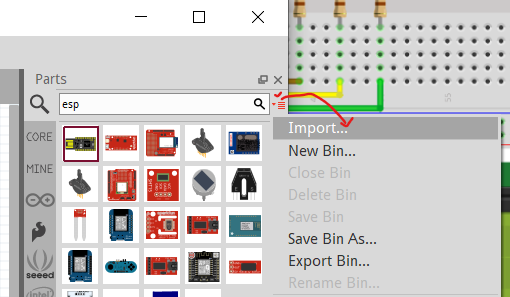 Parts
esp
CORE
MINE
seeed
Import...
New Bin...
Close Bin
Delete Bin
Save Bin
Save Bin As...
Export Bin...
Rename Bin...